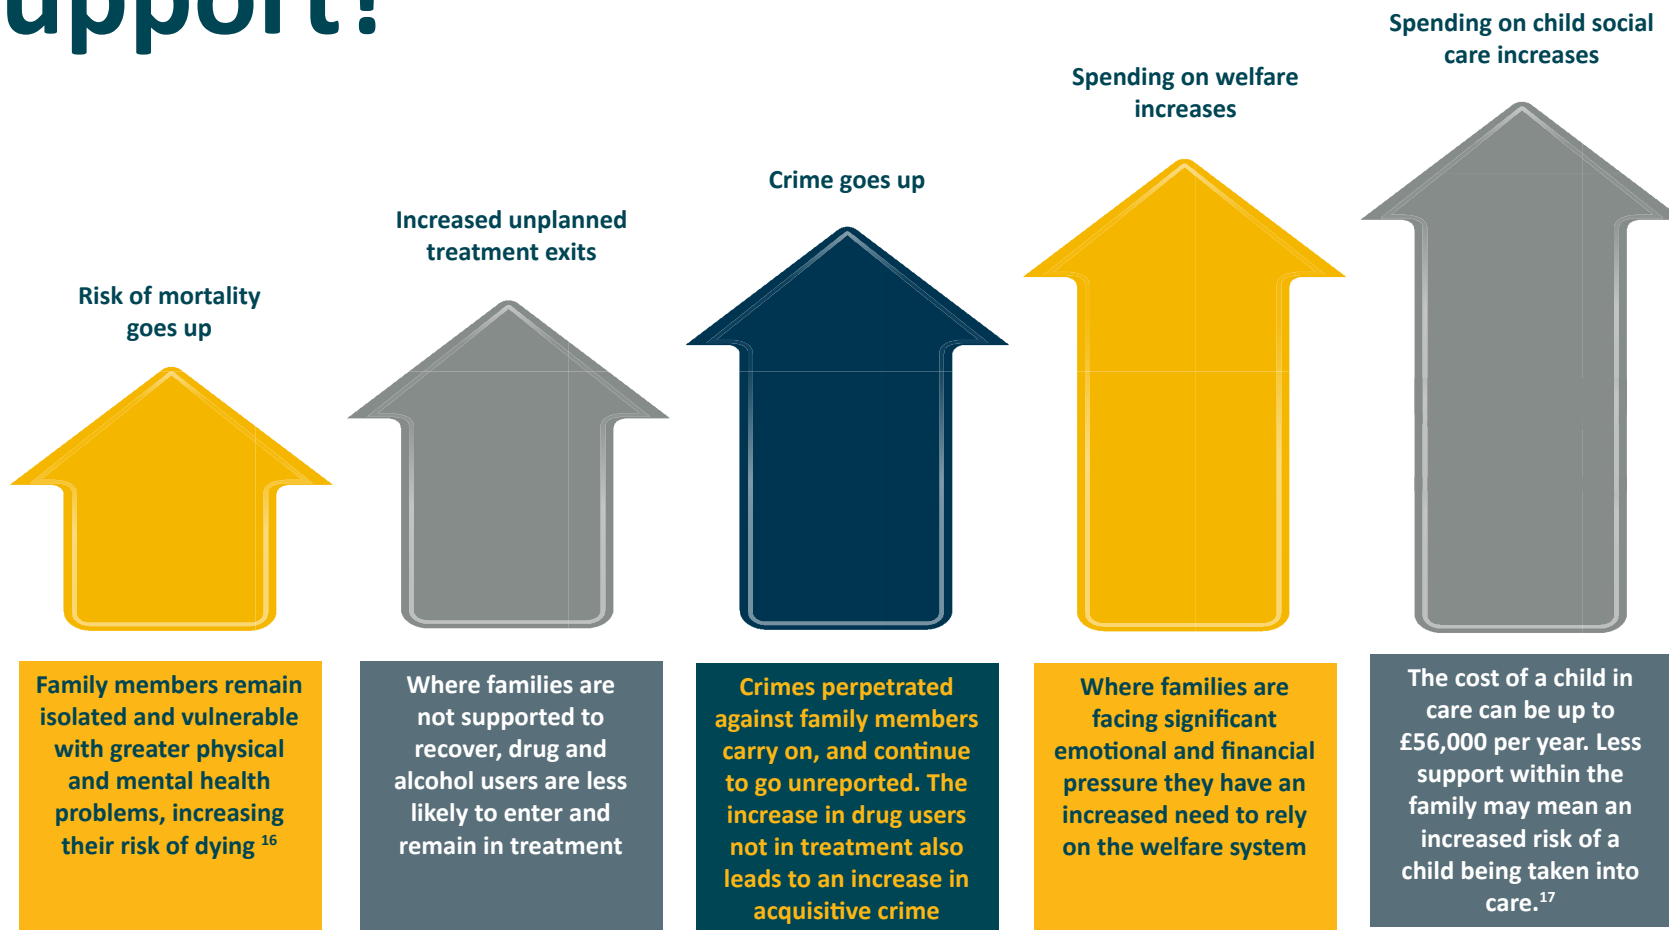 upport?
Risk of mortality
goes up
Increased unplanned
treatment exits
Crime goes up
Spending on welfare
increases
Spending on child social
care increases
Family members remain
isolated and vulnerable
with greater physical
and mental health
problems, increasing
their risk of dying 16
Where families are
not supported to
recover, drug and
alcohol users are less
likely to enter and
remain in treatment
Crimes perpetrated
against family members
carry on, and continue
to go unreported. The
increase in drug users
not in treatment also
leads to an increase in
acquisitive crime
Where families are
facing significant
emotional and financial
pressure they have an
increased need to rely
on the welfare system
The cost of a child in
care can be up to
£56,000 per year. Less
support within the
family may mean an
increased risk of a
child being taken into
care.17